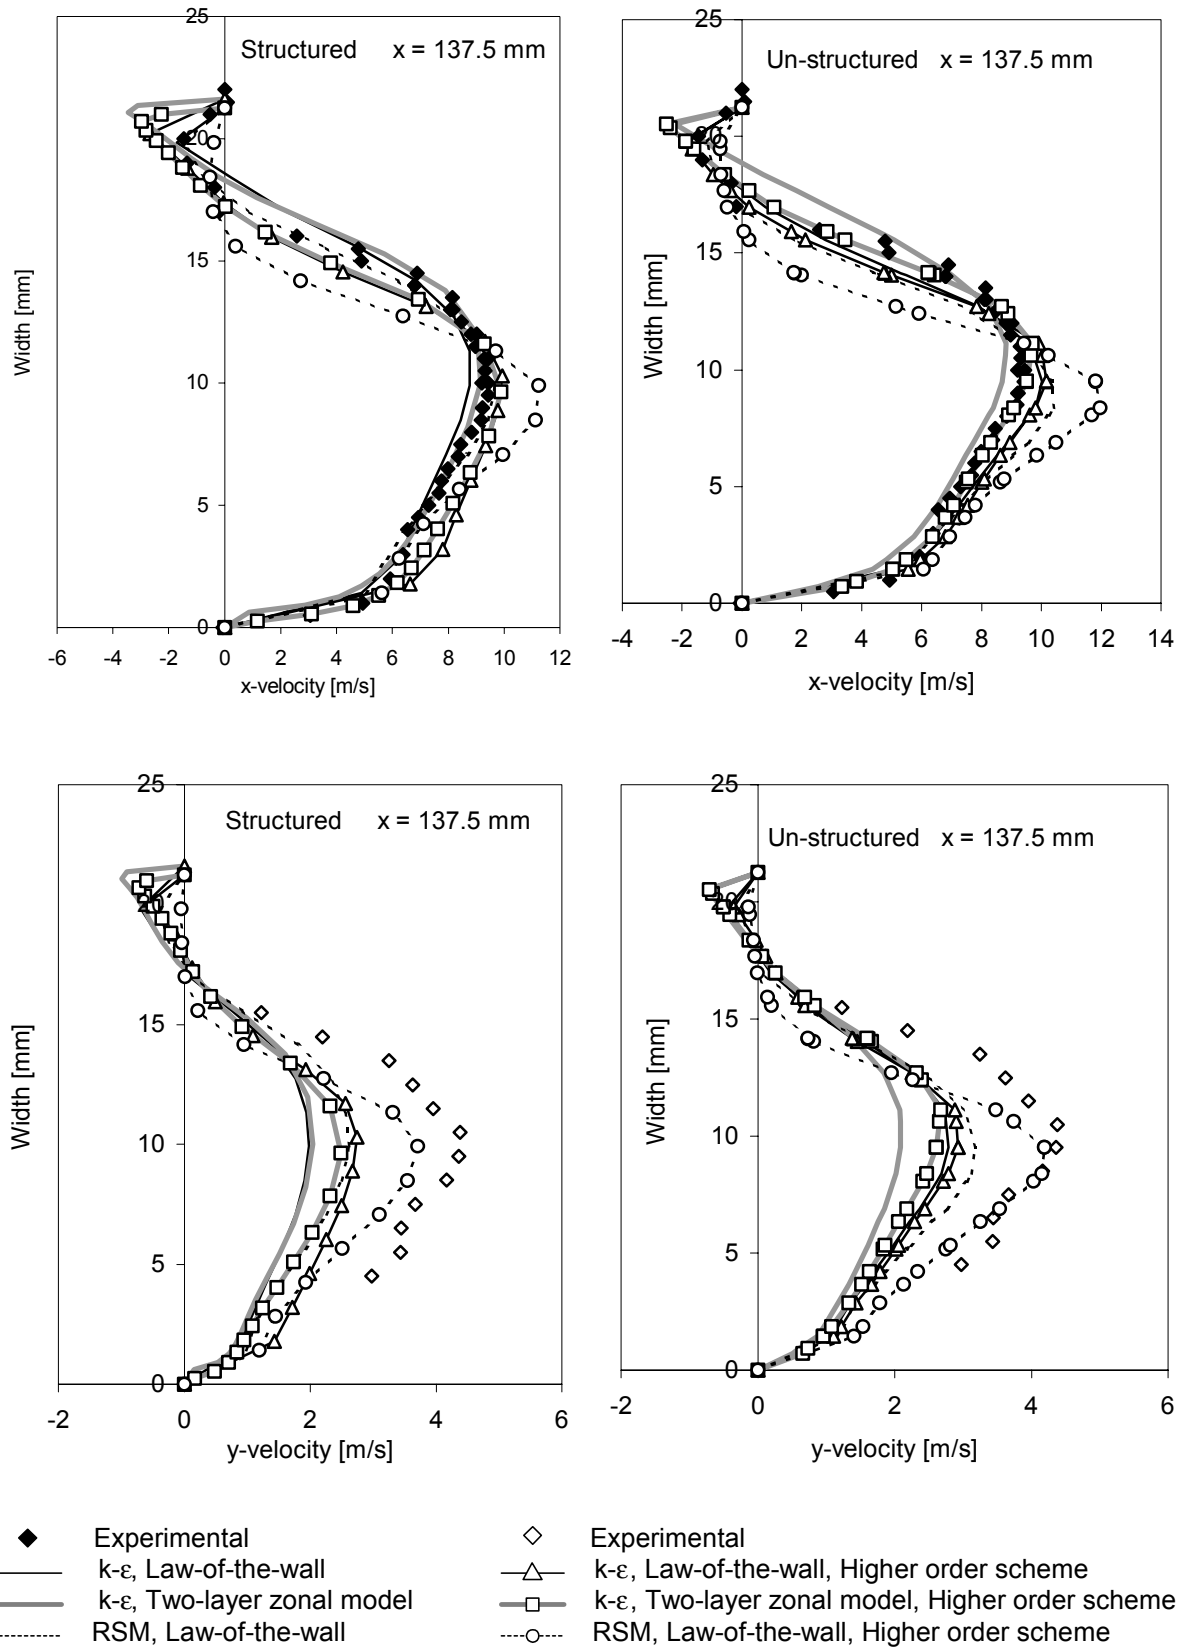 25
25
Structured x = 137.5 mm
Un-structured x = 137.5 mm
20
20
15
15
Width [mm]
Width [mm]
10
10
5
5
0
0
-6 -4 -2 0 2 4 6 8 10 12
-4 -2 0 2 4 6 8 10 12 14
x-velocity [m/s]
x-velocity [m/s]
25
25
Structured x = 137.5 mm
Un-structured x = 137.5 mm
20
20
15
15
Width [mm]
Width [mm]
10
10
5
5
0
0
-2 0 2 4 6
-2 0 2 4 6
y-velocity [m/s]
y-velocity [m/s]
Experimental
Experimental
k-ε, Law-of-the-wall
k-ε, Law-of-the-wall, Higher order scheme
k-ε, Two-layer zonal model
k-ε, Two-layer zonal model, Higher order scheme
RSM, Law-of-the-wall
RSM, Law-of-the-wall, Higher order scheme